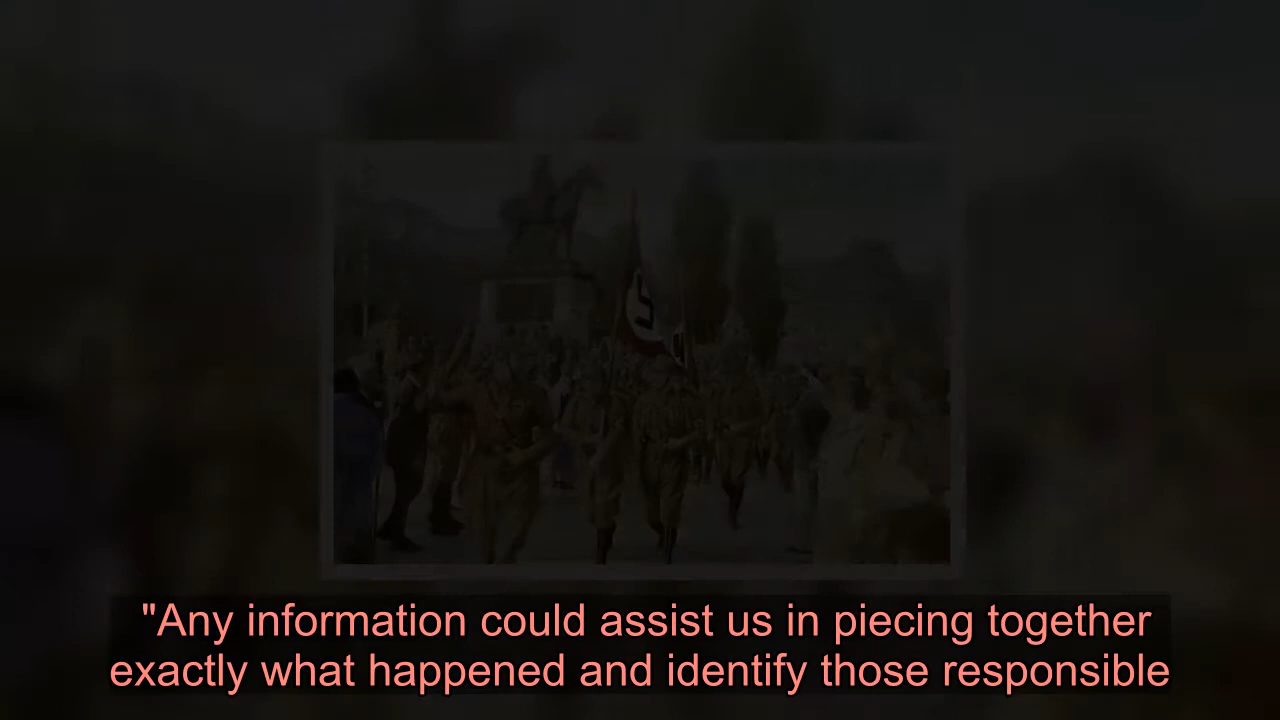 "Any information could assist us in piecing together
exactly what happened and identify those responsible